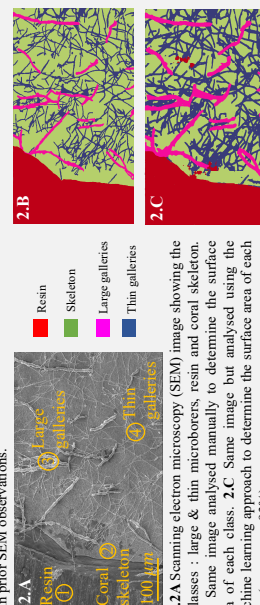 n prior SEM observations.
2.A
Resin
①
③ Large
galleries
Coral ②
skeleton
④ Thin
galleries
100 µm
Resin
Skeleton
Large galleries
Thin galleries
2.B
2.C
.2.A Scanning electron microscopy (SEM) image showing the
lasses : large & thin microborers, resin and coral skeleton.
Same image analysed manually to determine the surface
of each class. 2.C Same image but analysed using the
chine learning approach to determine the surface area of each